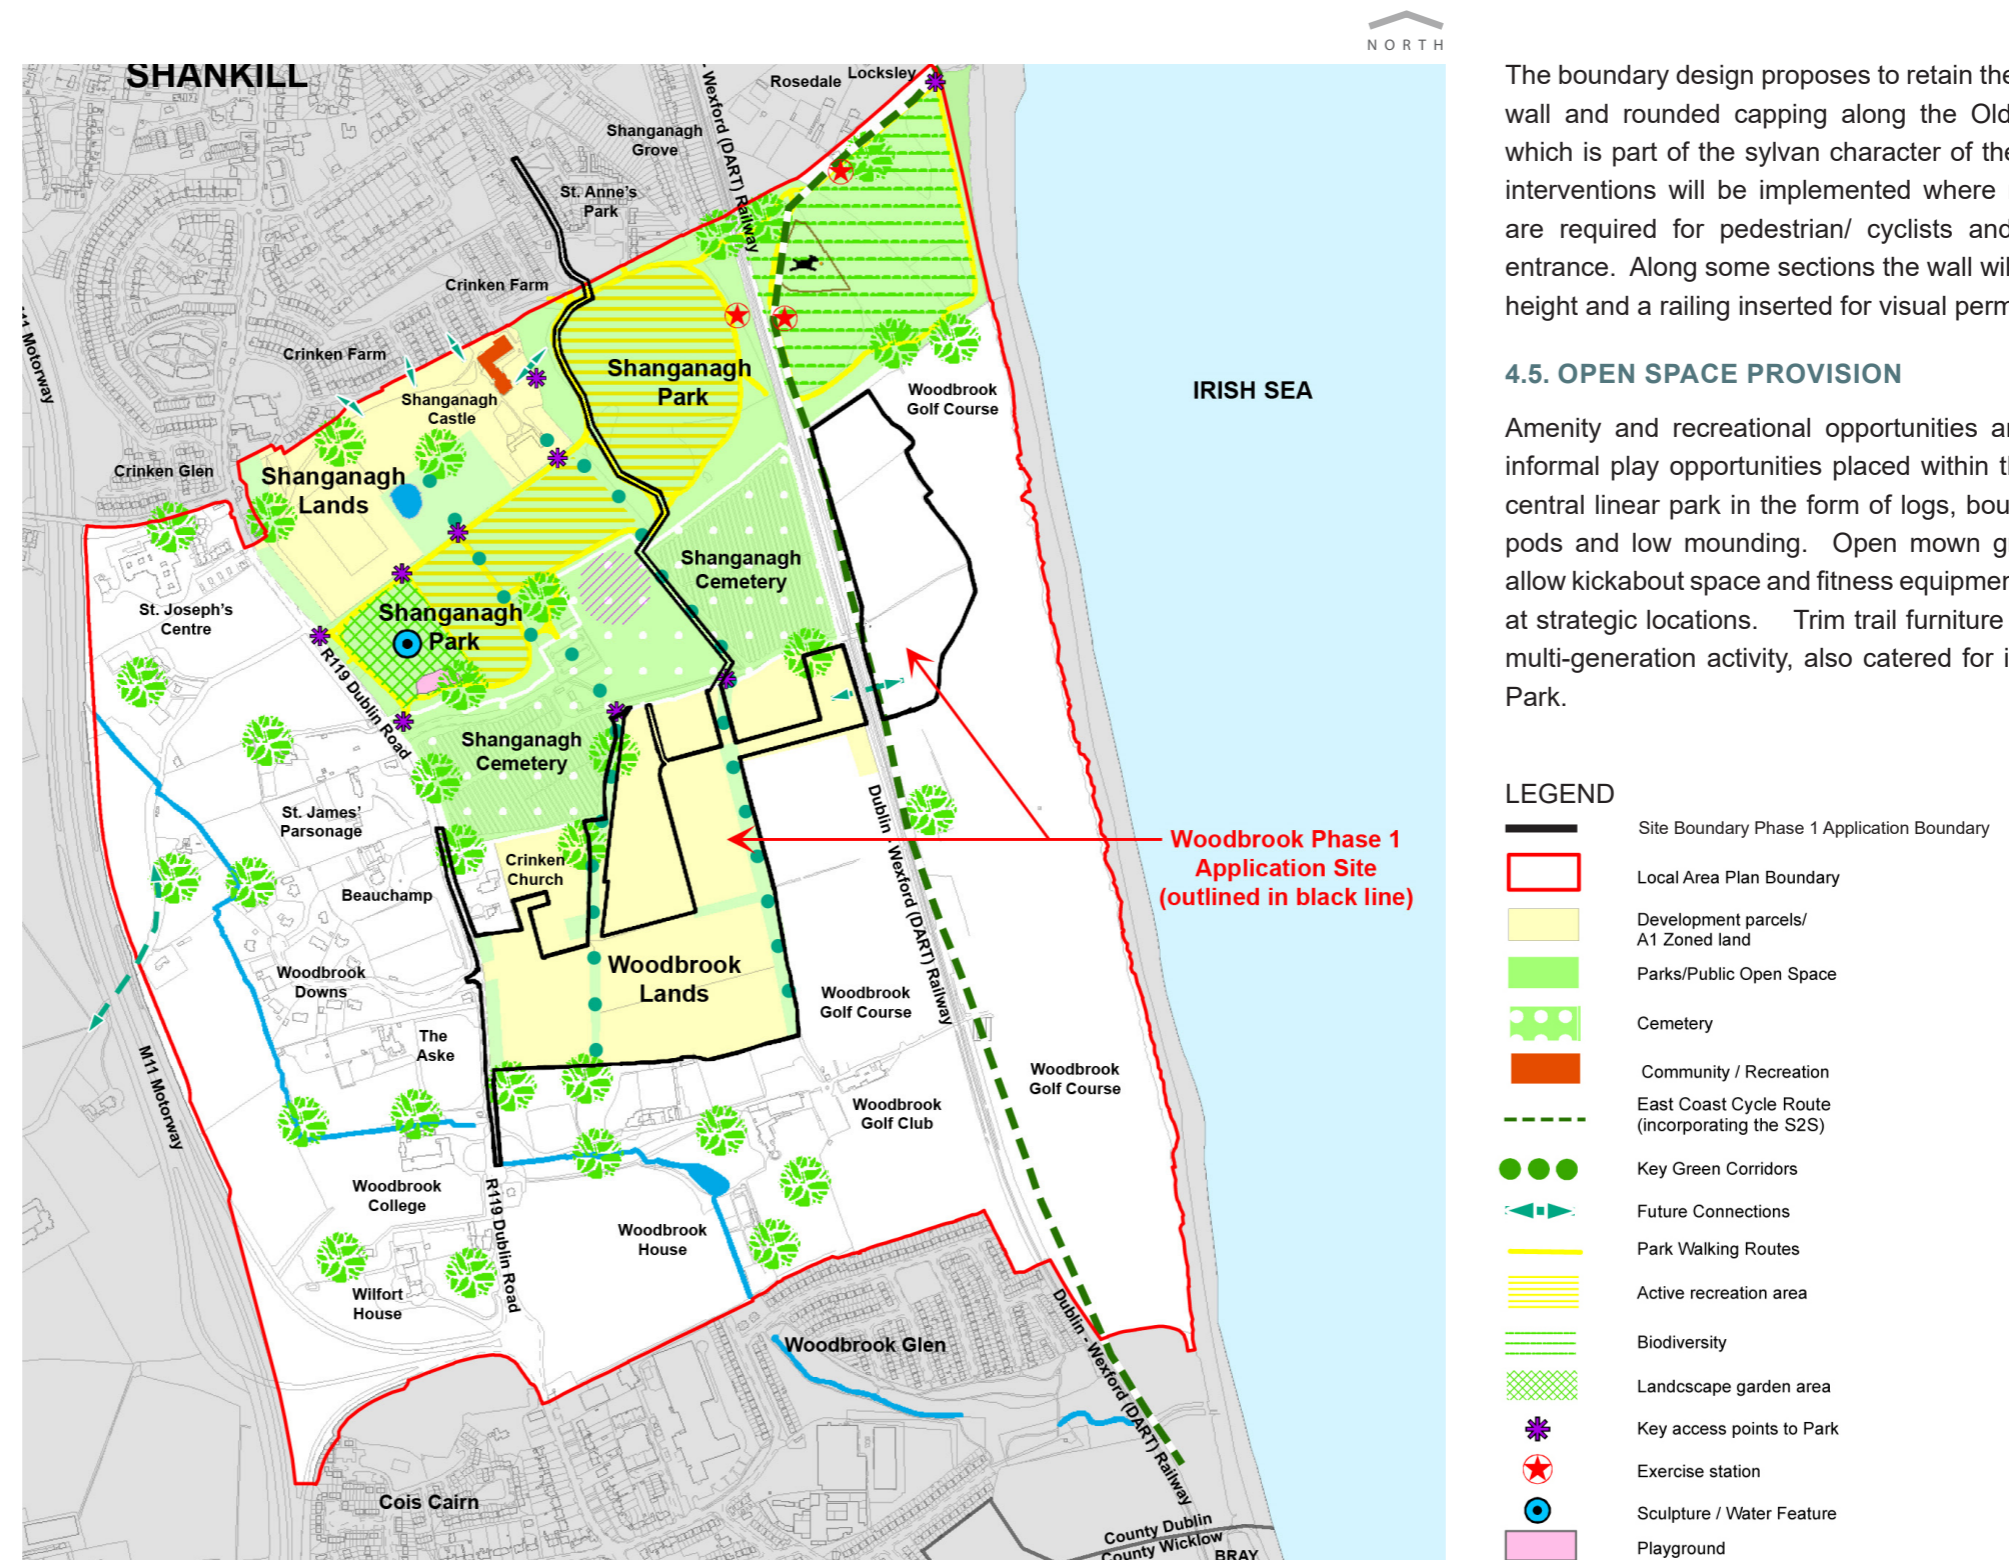 NORTH
SHANKILL
Rosedale
Locksley
Shanganagh
Grove
- Wexford (DART) Railway
St. Anne's
Park
Crinken Farm
Crinken Farm
M11 Motorway
Shanganagh
Castle
Shanganagh
Park
Woodbrook
Golf Course
IRISH SEA
Crinken Glen
Shanganagh
Lands
Shanganagh
Cemetery
St. Joseph's
Centre
Shanganagh
Park
R119 Dublin Road
Shanganagh
Cemetery
St. James'
Parsonage
Dublin - Wexford (DART) Railway
Woodbrook Phase 1
Application Site
(outlined in black line)
Crinken
Church
Beauchamp
Woodbrook
Downs
Woodbrook
Lands
Woodbrook
Golf Course
The
Aske
M11 Motorway
Woodbrook
Golf Course
Woodbrook
Golf Club
Woodbrook
College
R119 Dublin Road
Woodbrook
House
Wilfort
House
Woodbrook Glen
Dublin - Wexford (DART) Railway
Cois Cairn
County Dublin
County Wicklow
BRAY
The boundary design proposes to retain the
wall and rounded capping along the Old
which is part of the sylvan character of the
interventions will be implemented where
are required for pedestrian/ cyclists and
entrance. Along some sections the wall wil
height and a railing inserted for visual perm
4.5. OPEN SPACE PROVISION
Amenity and recreational opportunities ar
informal play opportunities placed within th
central linear park in the form of logs, bou
pods and low mounding. Open mown gr
allow kickabout space and fitness equipmen
at strategic locations. Trim trail furniture
multi-generation activity, also catered for i
Park.
LEGEND
Site Boundary Phase 1 Application Boundary
Local Area Plan Boundary
Development parcels/
A1 Zoned land
Parks/Public Open Space
Cemetery
Community / Recreation
East Coast Cycle Route
(incorporating the S2S)
Key Green Corridors
Future Connections
Park Walking Routes
Active recreation area
Biodiversity
Landcscape garden area
Key access points to Park
Exercise station
Sculpture / Water Feature
Playground